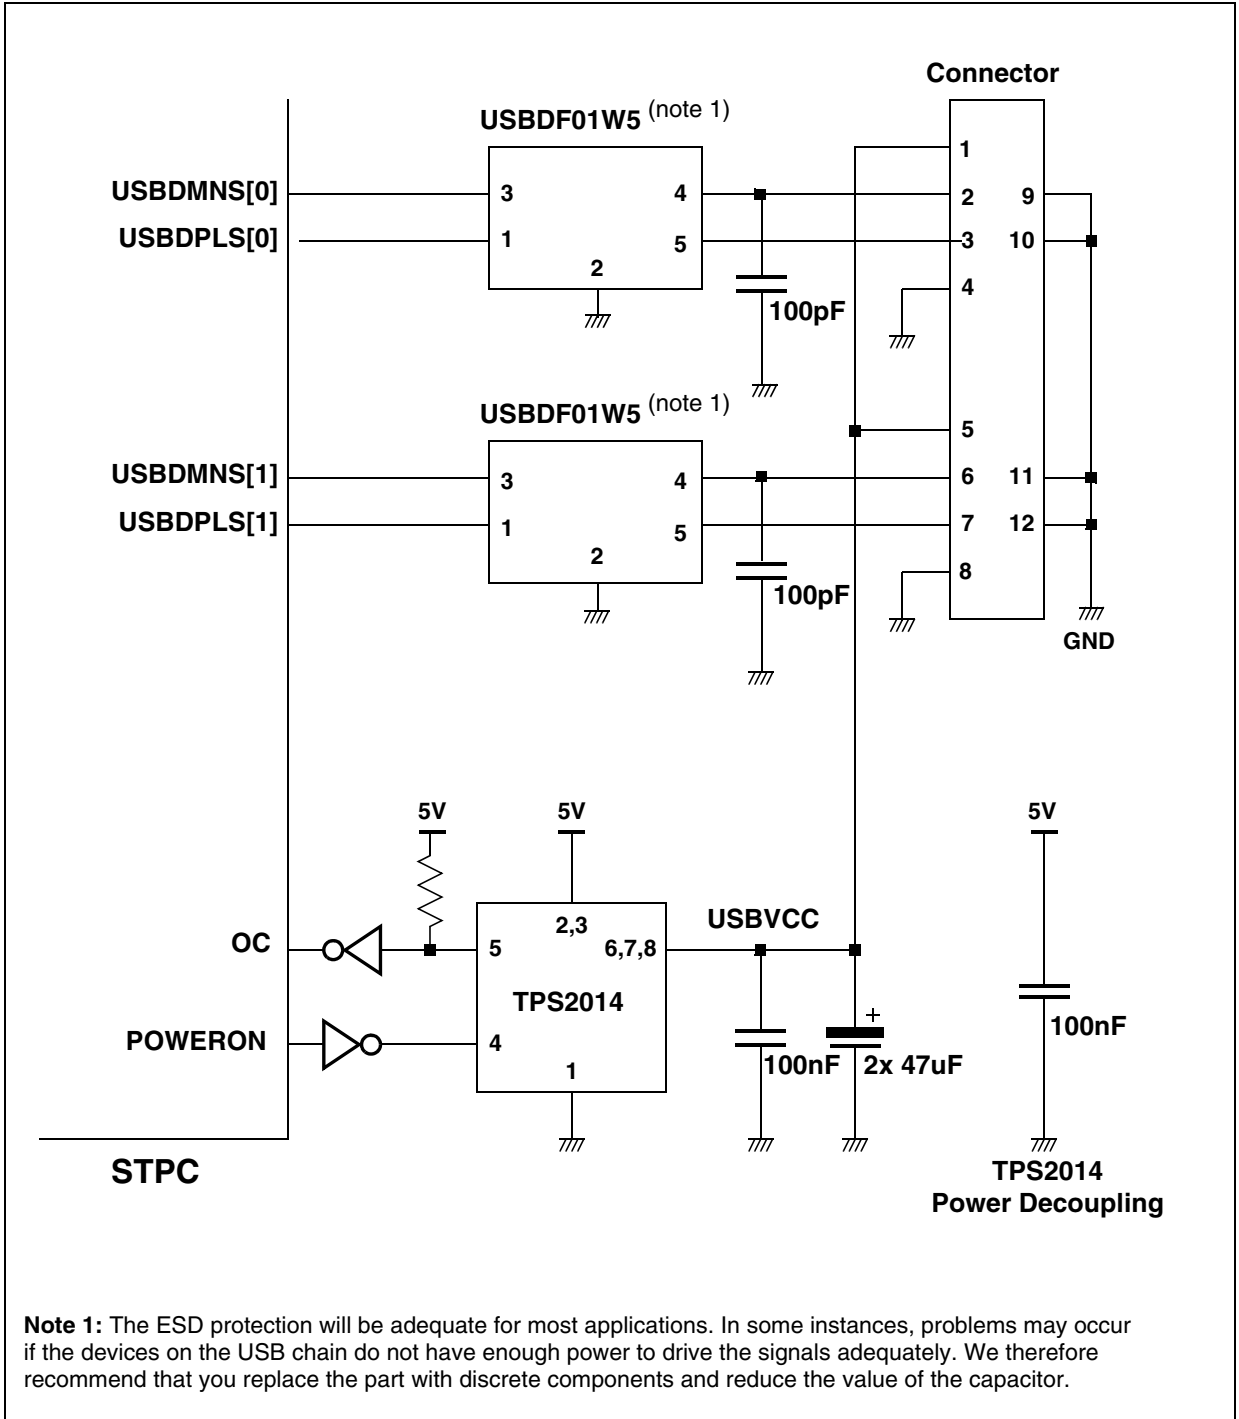 Connector
USBDF01W5 (note 1)
1
USBDMNS[0] 3 4 2 9
USBDPLS[0] 1 5 3 10
2 4
100pF
USBDF01W5 (note 1)
5
USBDMNS[1] 3 4 6 11
USBDPLS[1] 1 5 7 12
2 8
100pF
GND
5V 5V 5V
2,3 USBVCC
OC 5 6,7,8
TPS2014
+
100nF
POWERON 4
100nF 2x 47uF
1
STPC
TPS2014
Power Decoupling
Note 1: The ESD protection will be adequate for most applications. In some instances, problems may occur
if the devices on the USB chain do not have enough power to drive the signals adequately. We therefore
recommend that you replace the part with discrete components and reduce the value of the capacitor.